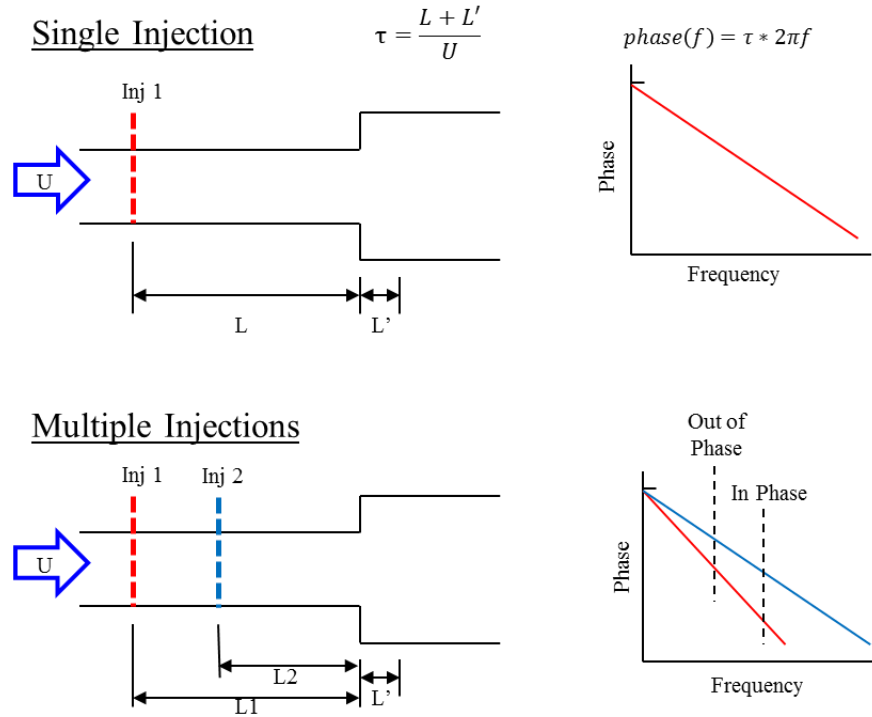 Single Injection
τ = (L + L′) / U
phase(f) = τ * 2πf
Inj 1
U
L
L'
Phase
Frequency
Multiple Injections
Inj 1
Inj 2
U
L2
L1
L'
Out of
Phase
In Phase
Phase
Frequency